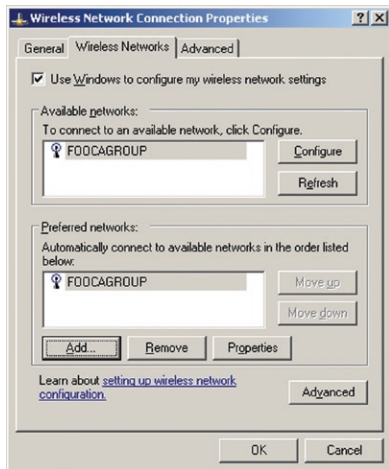 Wireless Network Connection Properties
General Wireless Networks Advanced
Use Windows to configure my wireless network settings
Available networks:
To connect to an available network, click Configure.
FOOCAGROUP
Configure
Refresh
Preferred networks:
Automatically connect to available networks in the order listed
below:
FOOCAGROUP
Move up
Move down
Add... Remove Properties
Learn about setting up wireless network
configuration.
Advanced
OK Cancel